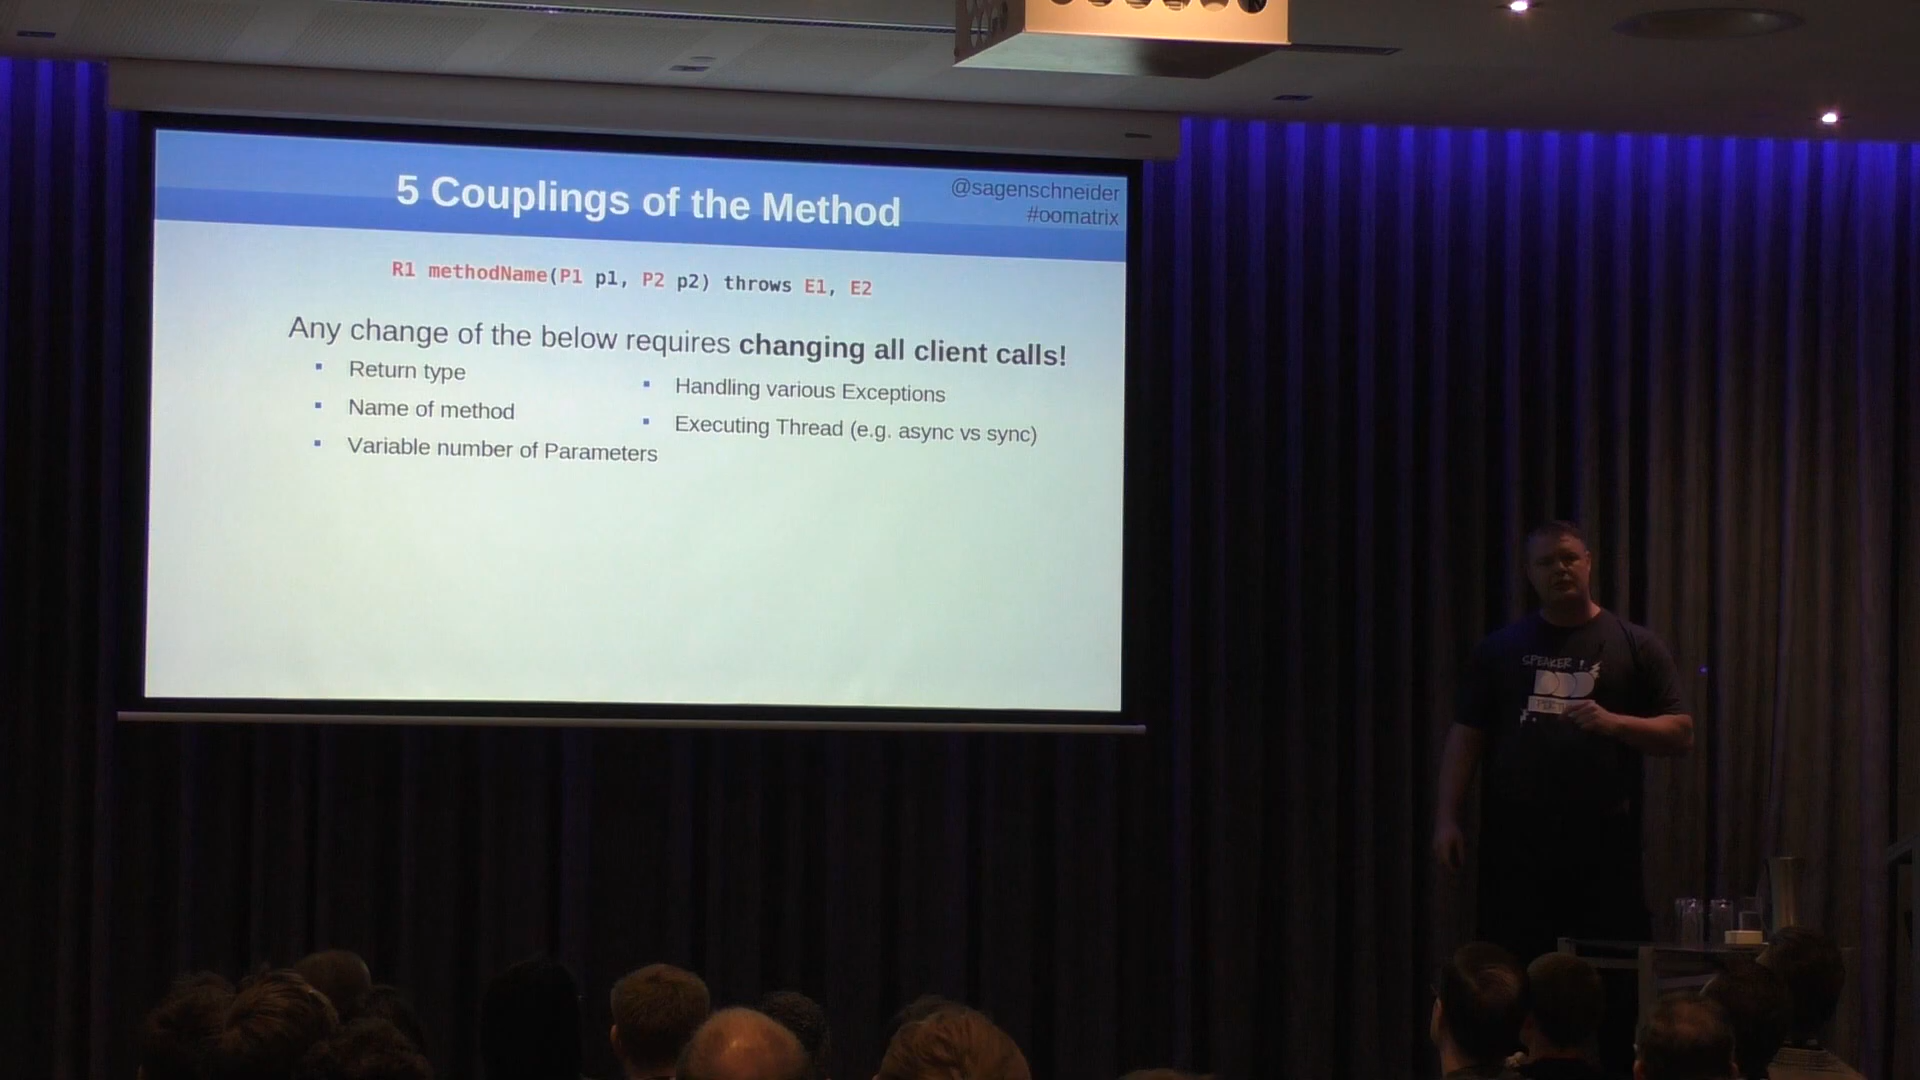 5 Couplings of the Method
@sagenschneider
#oomatrix
R1 methodName(P1 p1, P2 p2) throws E1, E2
Any change of the below requires changing all client calls!
▪ Return type
▪ Name of method
▪ Variable number of Parameters
▪ Handling various Exceptions
▪ Executing Thread (e.g. async vs sync)
SPEAKER !
DDD